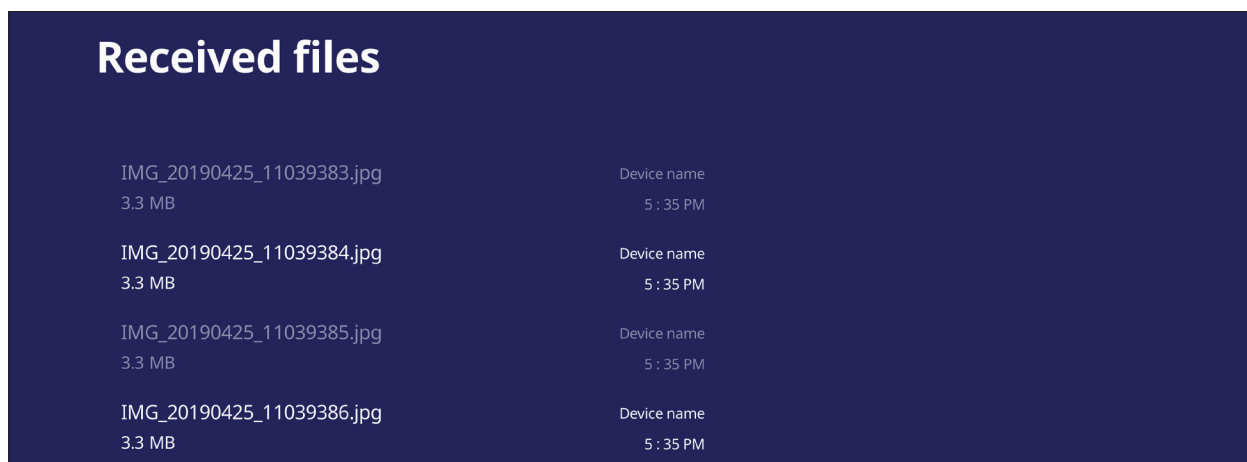 Received files
IMG_20190425_11039383.jpg Device name
3.3 MB 5 : 35 PM
IMG_20190425_11039384.jpg Device name
3.3 MB 5 : 35 PM
IMG_20190425_11039385.jpg Device name
3.3 MB 5 : 35 PM
IMG_20190425_11039386.jpg Device name
3.3 MB 5 : 35 PM